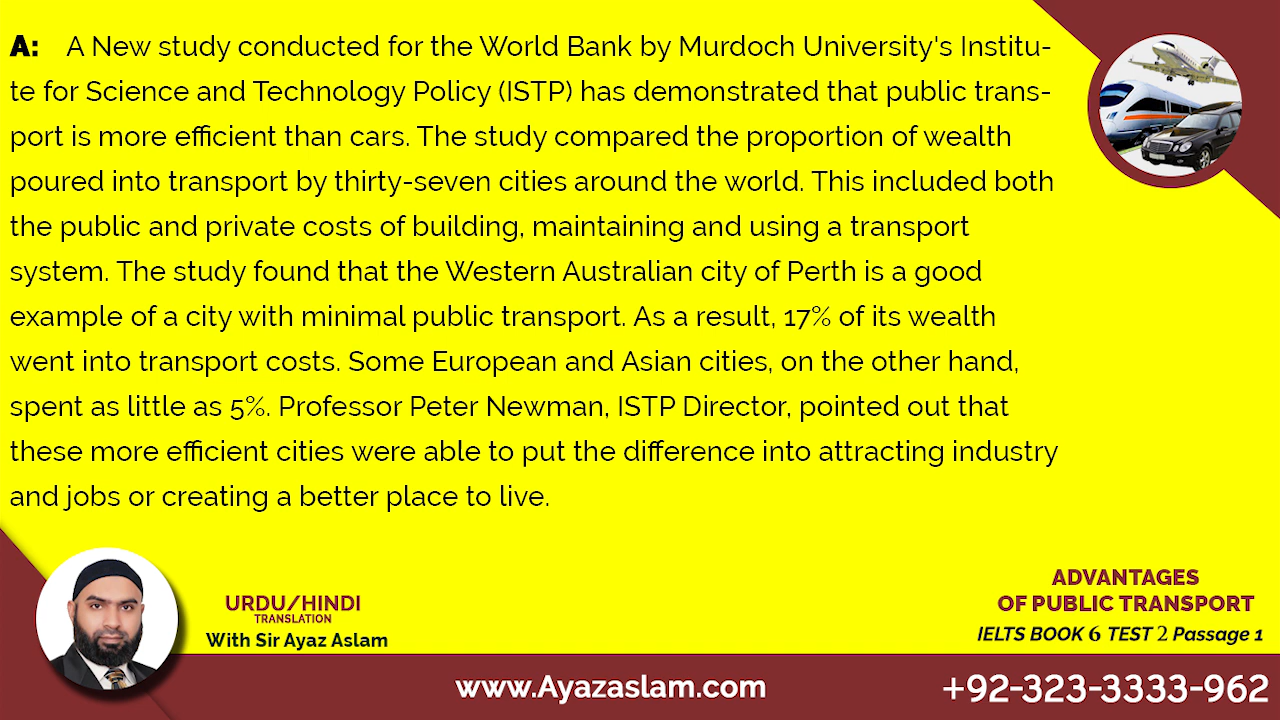 A: A New study conducted for the World Bank by Murdoch University's Institu-
te for Science and Technology Policy (ISTP) has demonstrated that public trans-
port is more efficient than cars. The study compared the proportion of wealth
poured into transport by thirty-seven cities around the world. This included both
the public and private costs of building, maintaining and using a transport
system. The study found that the Western Australian city of Perth is a good
example of a city with minimal public transport. As a result, 17% of its wealth
went into transport costs. Some European and Asian cities, on the other hand,
spent as little as 5%. Professor Peter Newman, ISTP Director, pointed out that
these more efficient cities were able to put the difference into attracting industry
and jobs or creating a better place to live.
URDU/HINDI
TRANSLATION
With Sir Ayaz Aslam
ADVANTAGES
OF PUBLIC TRANSPORT
IELTS BOOK 6 TEST 2 Passage 1
www.Ayazaslam.com
+92-323-3333-962